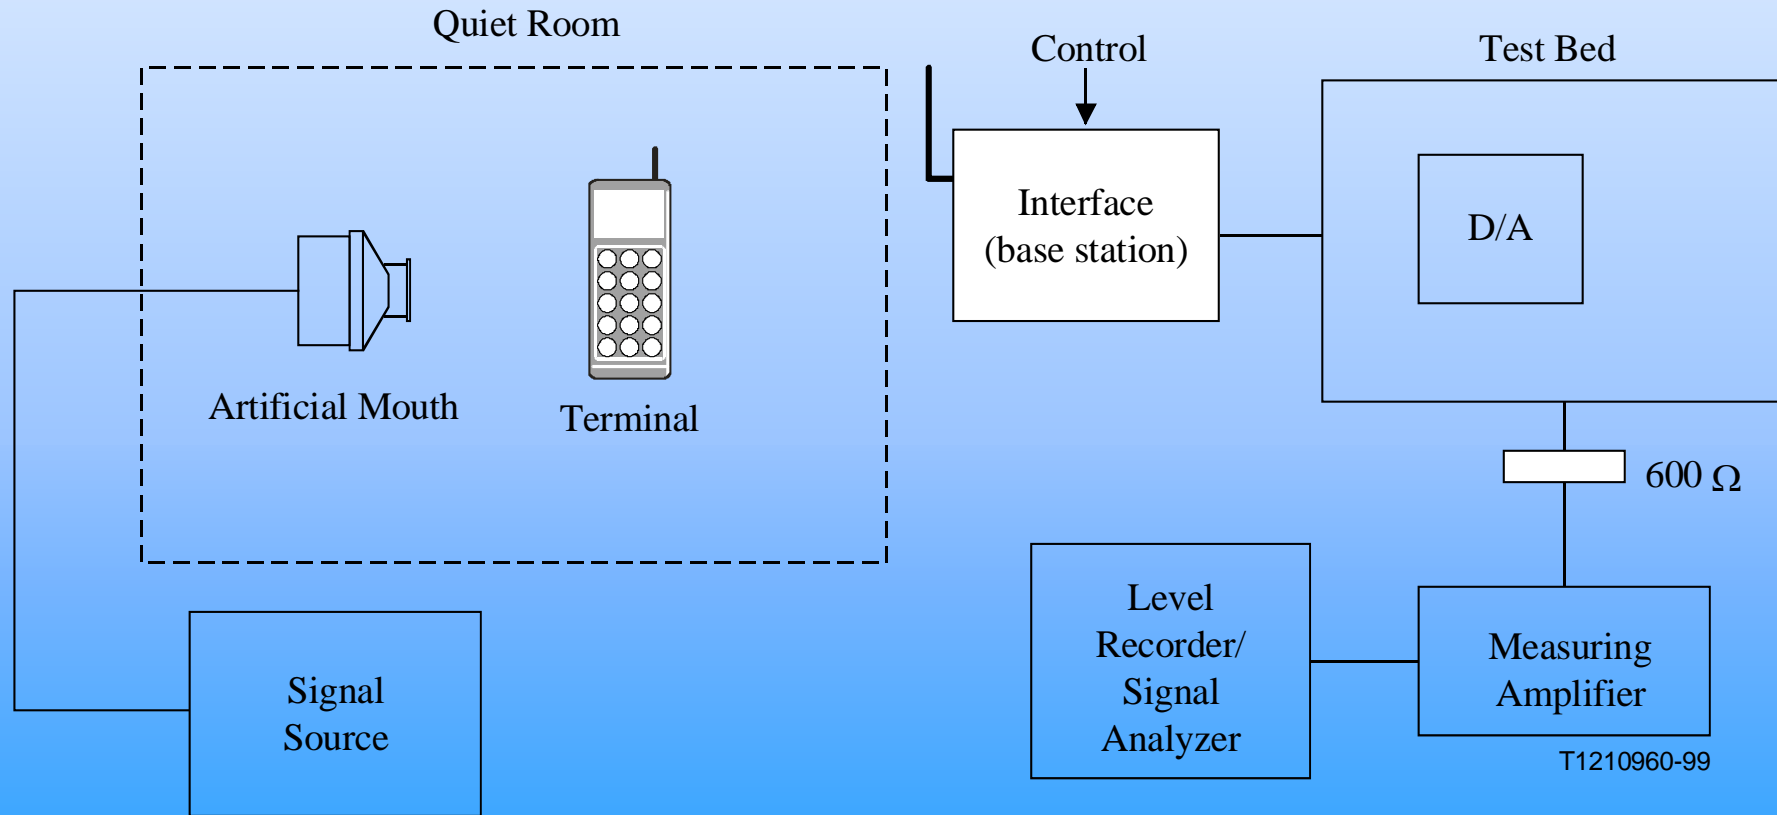 Quiet Room
Control
Test Bed
Interface
(base station)
D/A
Artificial Mouth
Terminal
600 Ω
Level
Recorder/
Signal
Analyzer
Measuring
Amplifier
Signal
Source
T1210960-99